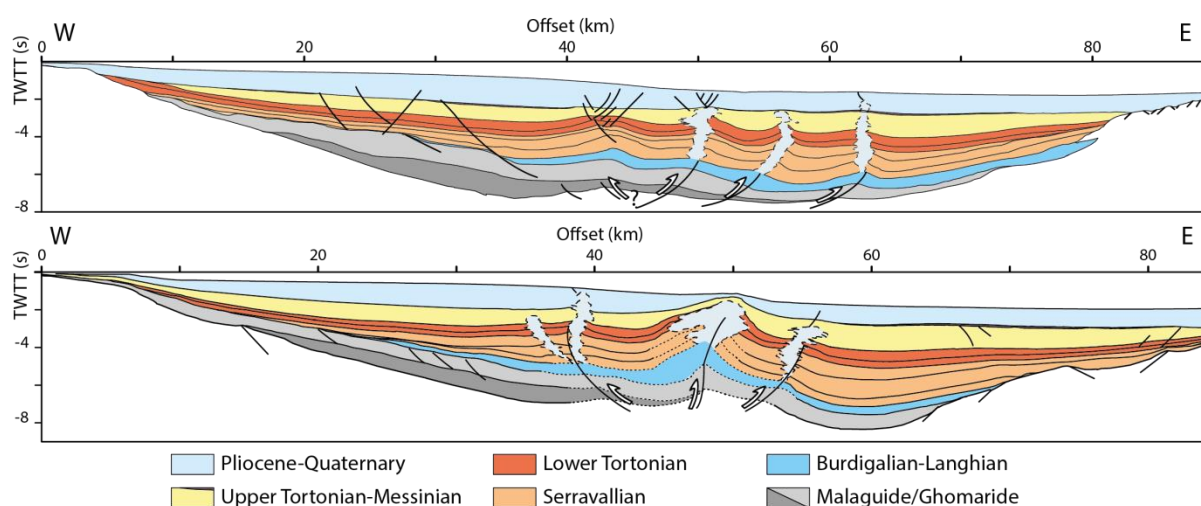 W Offset (km) E
0 20 40 60 80
TWTT (s)
-4
-8
?
W Offset (km) E
0 20 40 60 80
TWTT (s)
-4
-8
Pliocene-Quaternary Lower Tortonian Burdigalian-Langhian
Upper Tortonian-Messinian Serravallian Malaguide/Ghomaride